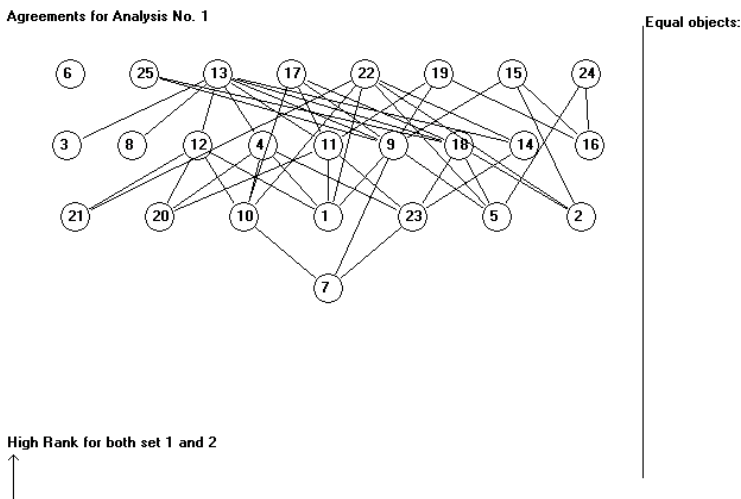 Agreements for Analysis No. 1
Equal objects:
6 25 13 17 22 19 15 24
3 8 12 4 11 9 18 14 16
21 20 10 1 23 5 2
7
High Rank for both set 1 and 2